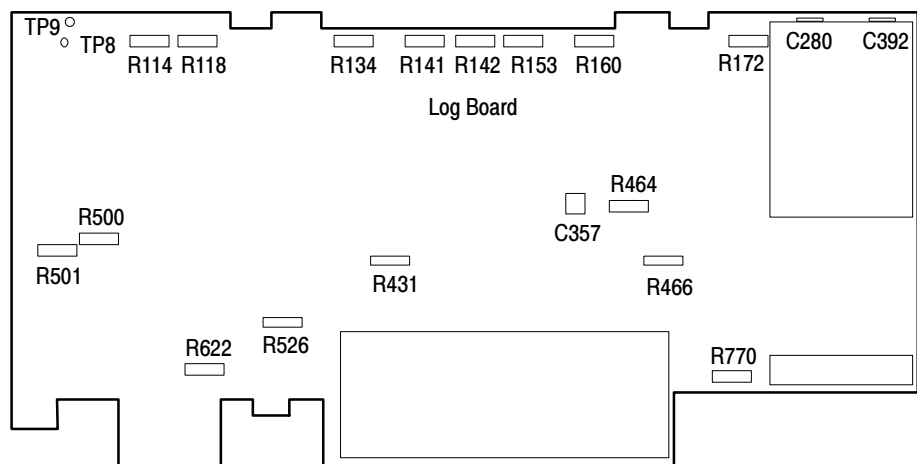 TP9
TP8
R114
R118
R134
R141
R142
R153
R160
R172
C280
C392
Log Board
R464
C357
R500
R501
R431
R466
R526
R622
R770